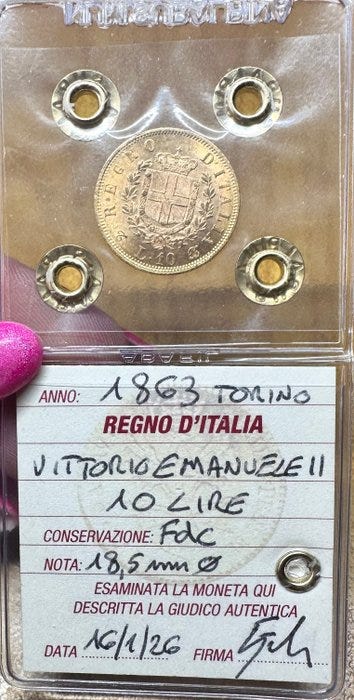 REGNO D'ITALIA
L. 10
ANNO: 1863 TORINO
REGNO D'ITALIA
VITTORIO EMANUELE II
10 LIRE
CONSERVAZIONE: FdC
NOTA: 18,5 mm Ø
ESAMINATA LA MONETA QUI
DESCRITTA LA GIUDICO AUTENTICA
DATA 16/1/26 FIRMA